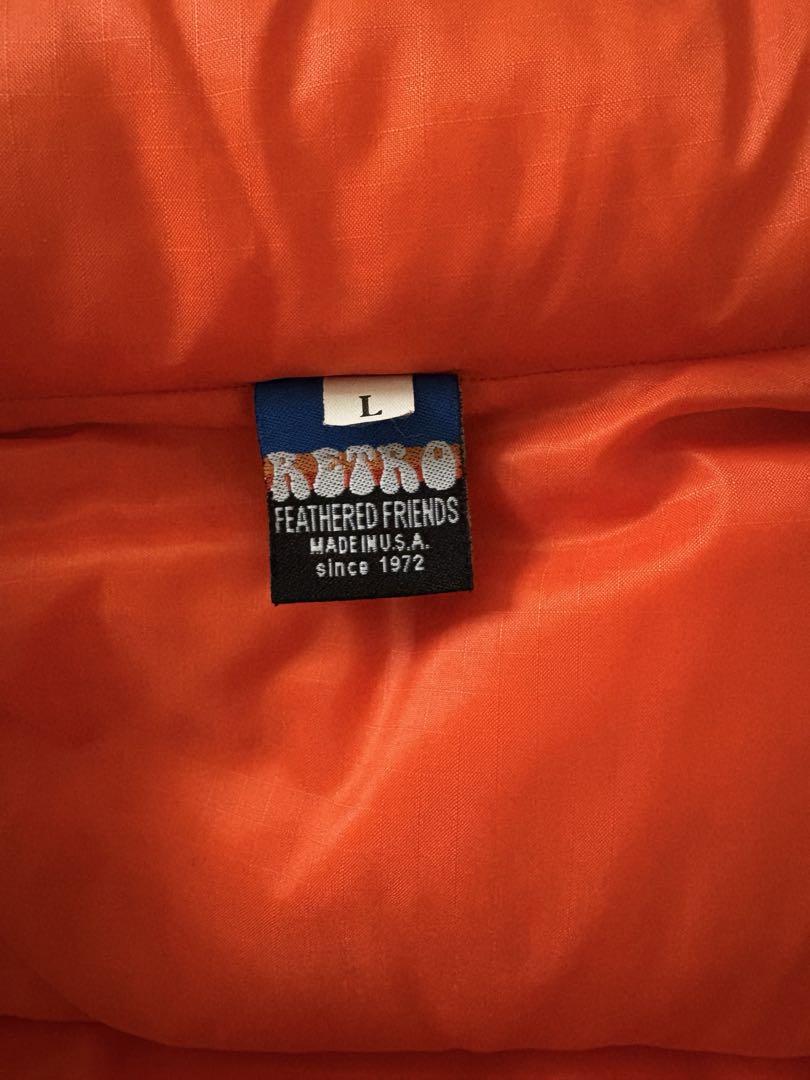 L
RETRO
FEATHERED FRIENDS
MADE IN U.S.A.
since 1972